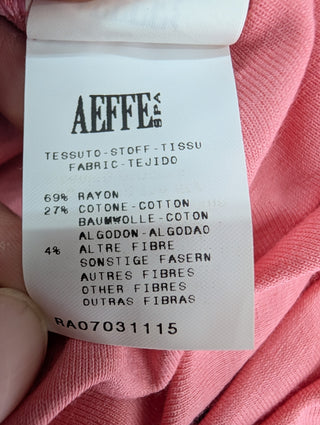 AEFFE SPA
TESSUTO-STOFF-TISSU
FABRIC-TEJIDO
69% RAYON
27% COTONE-COTTON
BAUMWOLLE-COTON
ALGODON-ALGODAO
4% ALTRE FIBRE
SONSTIGE FASERN
AUTRES FIBRES
OTHER FIBRES
OUTRAS FIBRAS
RA07031115